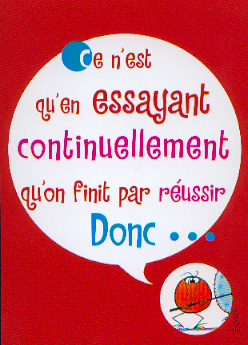 Ce n'est
qu'en essayant
continuellement
qu'on finit par réussir
Donc ...